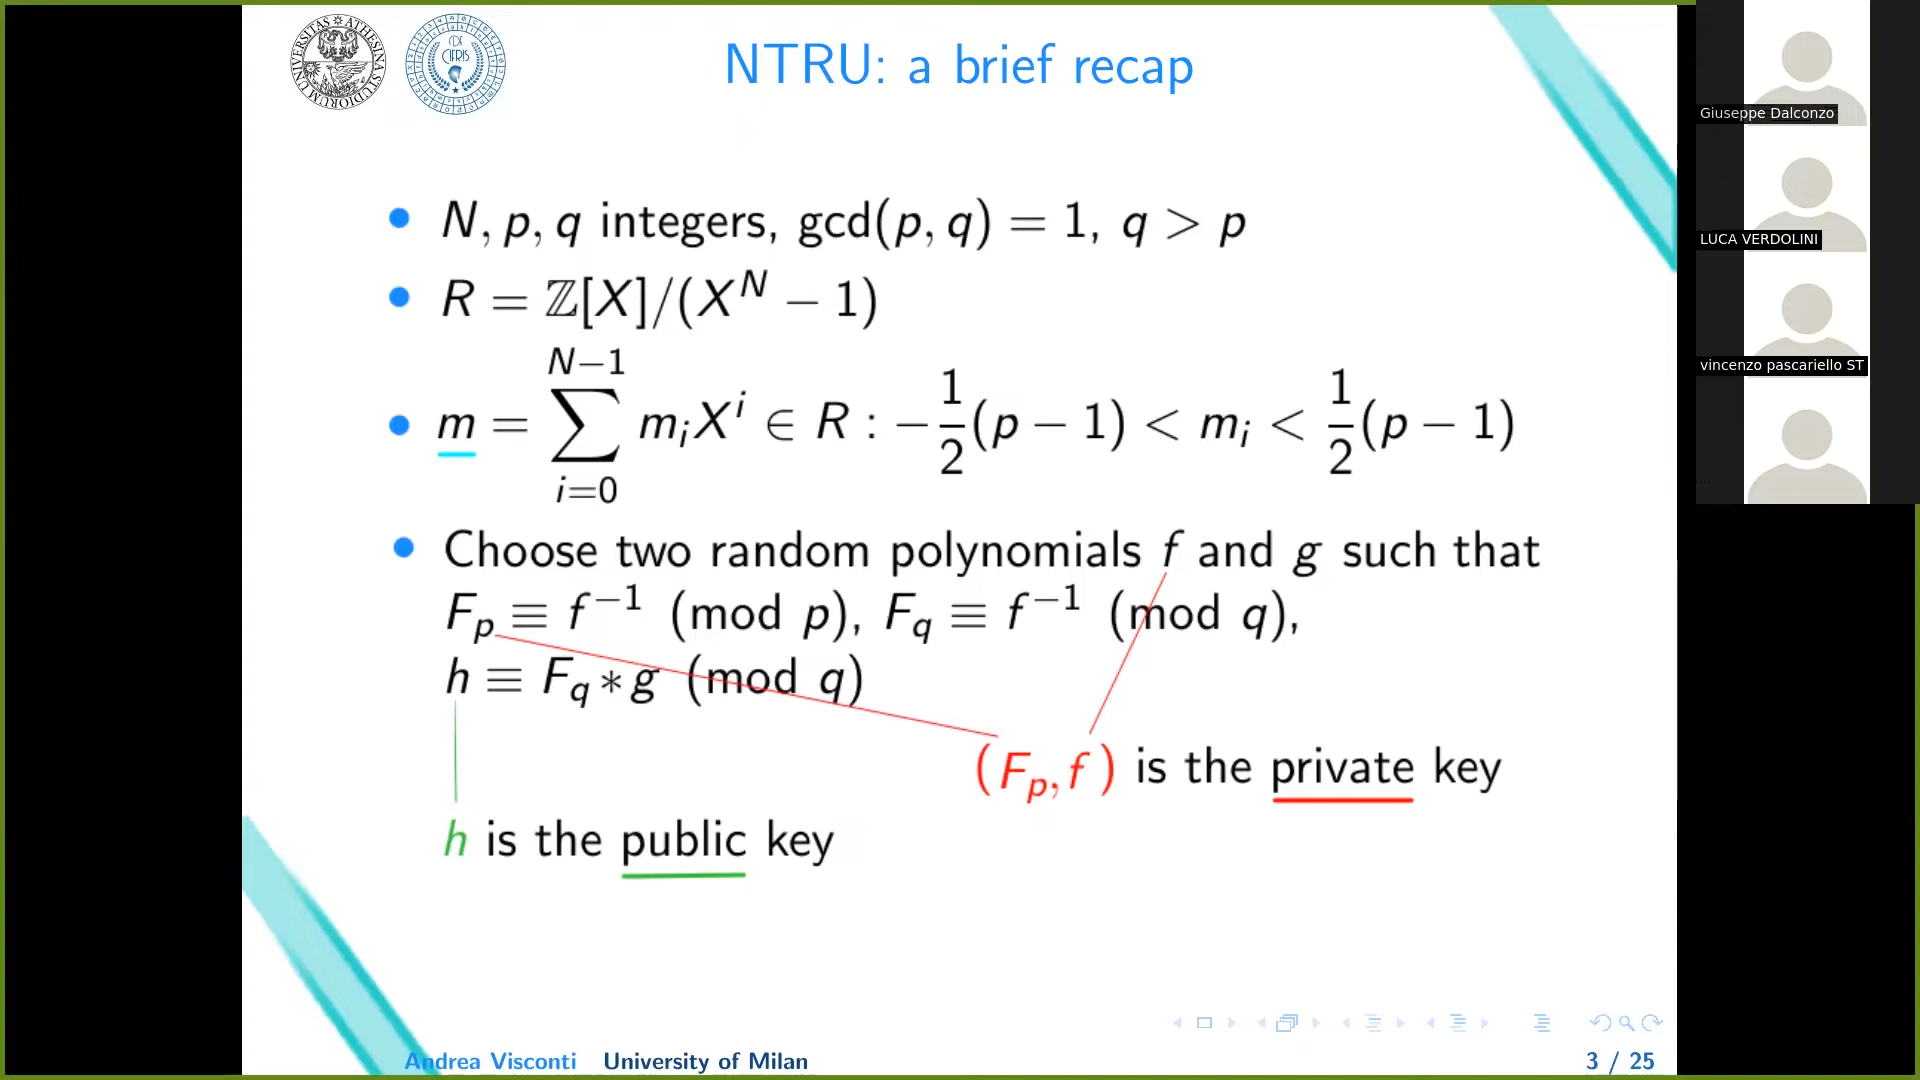 NTRU: a brief recap
N, p, q integers, gcd(p, q) = 1, q > p
R = ℤ[X]/(X^N − 1)
m = ∑_{i=0}^{N−1} m_i X^i ∈ R : −\frac{1}{2}(p − 1) < m_i < \frac{1}{2}(p − 1)
Choose two random polynomials f and g such that
F_p ≡ f^{−1} (mod p), F_q ≡ f^{−1} (mod q),
h ≡ F_q * g (mod q)
(F_p, f) is the private key
h is the public key
Andrea Visconti University of Milan
3 / 25
Giuseppe Dalconzo
LUCA VERDOLINI
vincenzo pascariello ST